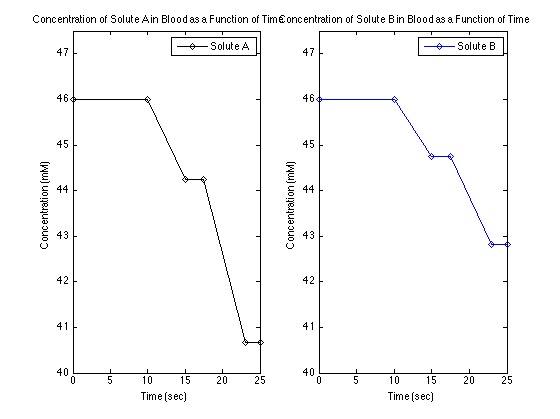 Concentration of Solute A in Blood as a Function of Time
Solute A
47
46
45
44
43
42
41
40
0 5 10 15 20 25
Concentration (mM)
Time (sec)
Concentration of Solute B in Blood as a Function of Time
Solute B
47
46
45
44
43
42
41
40
0 5 10 15 20 25
Concentration (mM)
Time (sec)